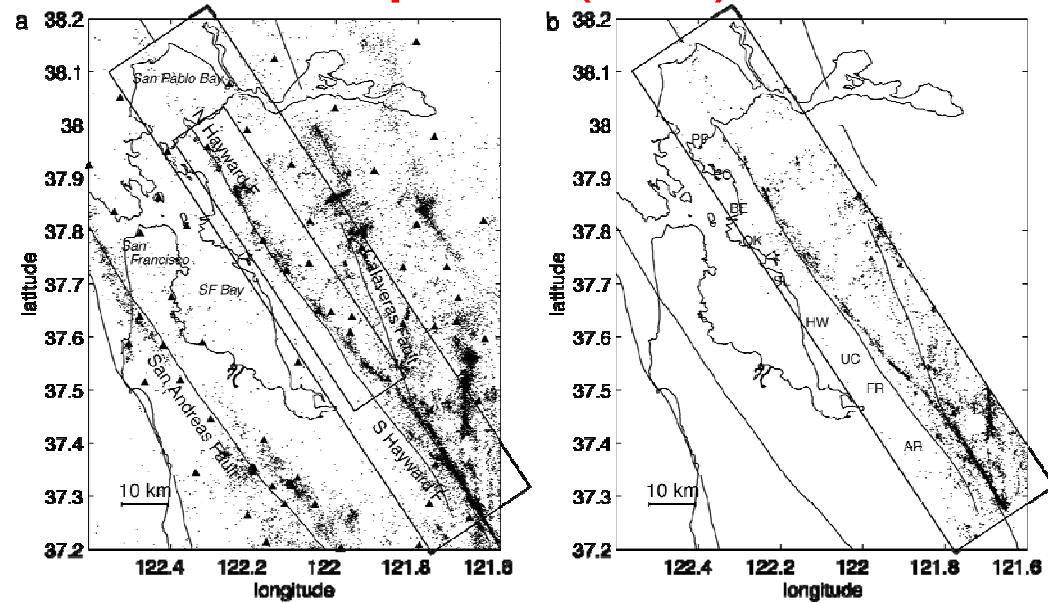 a
38.2
38.1
38
37.9
37.8
37.7
37.6
37.5
37.4
37.3
37.2
latitude
San Pablo Bay
N Hayward F
San
Francisco
SF Bay
Calaveras Fault
San Andreas Fault
S Hayward F
10 km
122.4
122.2
122
121.8
121.6
longitude
b
38.2
38.1
38
37.9
37.8
37.7
37.6
37.5
37.4
37.3
37.2
latitude
PP
BE
OK
HW
UC
FR
AR
10 km
122.4
122.2
122
121.8
121.6
longitude